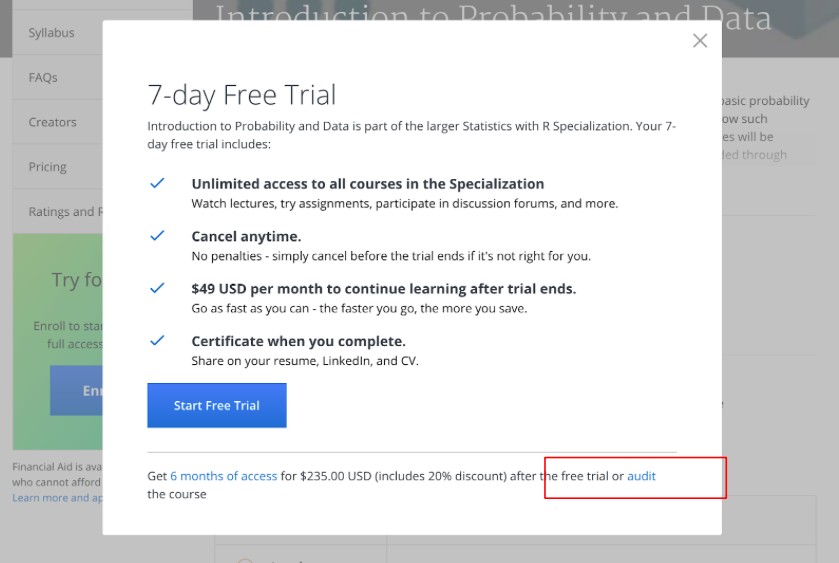 Introduction to Probability and Data
Syllabus
FAQs
Creators
Pricing
Ratings and R
Try fo
Enroll to star
full access
Financial Aid is ava
who cannot afford
Learn more and ap
basic probability
es will be
through
7-day Free Trial
Introduction to Probability and Data is part of the larger Statistics with R Specialization. Your 7-
day free trial includes:
Unlimited access to all courses in the Specialization
Watch lectures, try assignments, participate in discussion forums, and more.
Cancel anytime.
No penalties - simply cancel before the trial ends if it's not right for you.
$49 USD per month to continue learning after trial ends.
Go as fast as you can - the faster you go, the more you save.
Certificate when you complete.
Share on your resume, LinkedIn, and CV.
Start Free Trial
Get 6 months of access for $235.00 USD (includes 20% discount) after the free trial or audit
the course